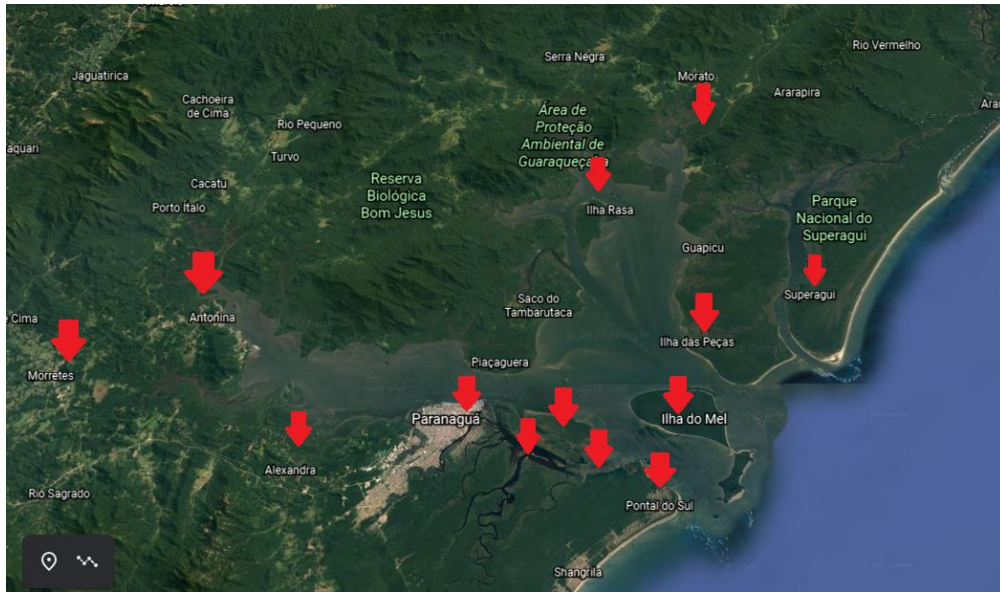 Jaguatirica
Serra Negra
Rio Vermelho
Morato
Ararapira
Cachoeira
de Cima
Rio Pequeno
Área de
Proteção
Ambiental de
Turvo
Reserva
Biológica
Bom Jesus
Cacatu
Porto Ítalo
Ilha Rasa
Parque
Nacional do
Superagui
Guapicu
Saco do
Tambarutaca
Superagui
Antonina
e Cima
Ilha das Peças
Piaçaguera
Morretes
Paranaguá
Ilha do Mel
Alexandra
Rio Sagrado
Pontal do Sul
Shangrila